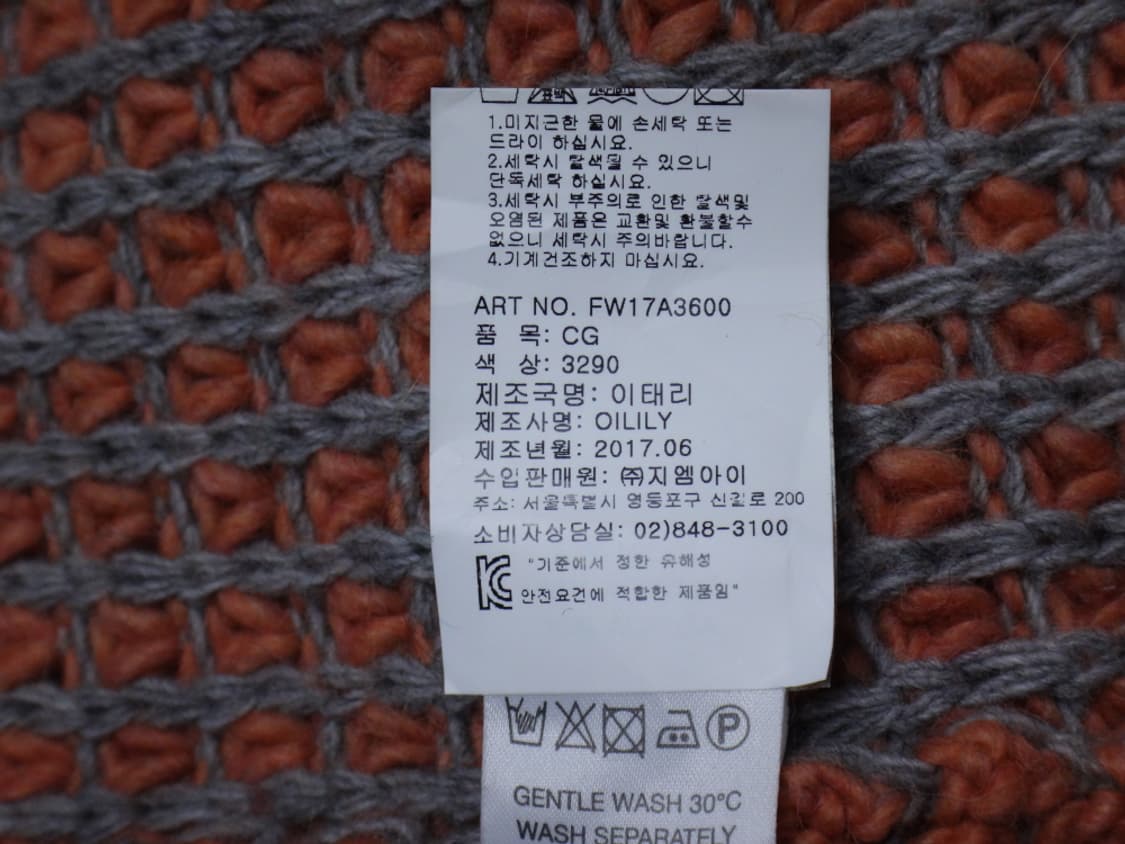 표백
1.미지근한 물에 손세탁 또는
드라이 하십시요.
2.세탁시 탈색될 수 있으니
단독세탁 하십시요.
3.세탁시 부주의로 인한 탈색및
오염된 제품은 교환및 환불할수
없으니 세탁시 주의바랍니다.
4.기계건조하지 마십시요.
ART NO. FW17A3600
품 목: CG
색 상: 3290
제조국명: 이태리
제조사명: OILILY
제조년월: 2017.06
수입판매원: ㈜지엠아이
주소: 서울특별시 영등포구 신길로 200
소비자상담실: 02)848-3100
"기준에서 정한 유해성
안전요건에 적합한 제품임"
P
GENTLE WASH 30°C
WASH SEPARATELY